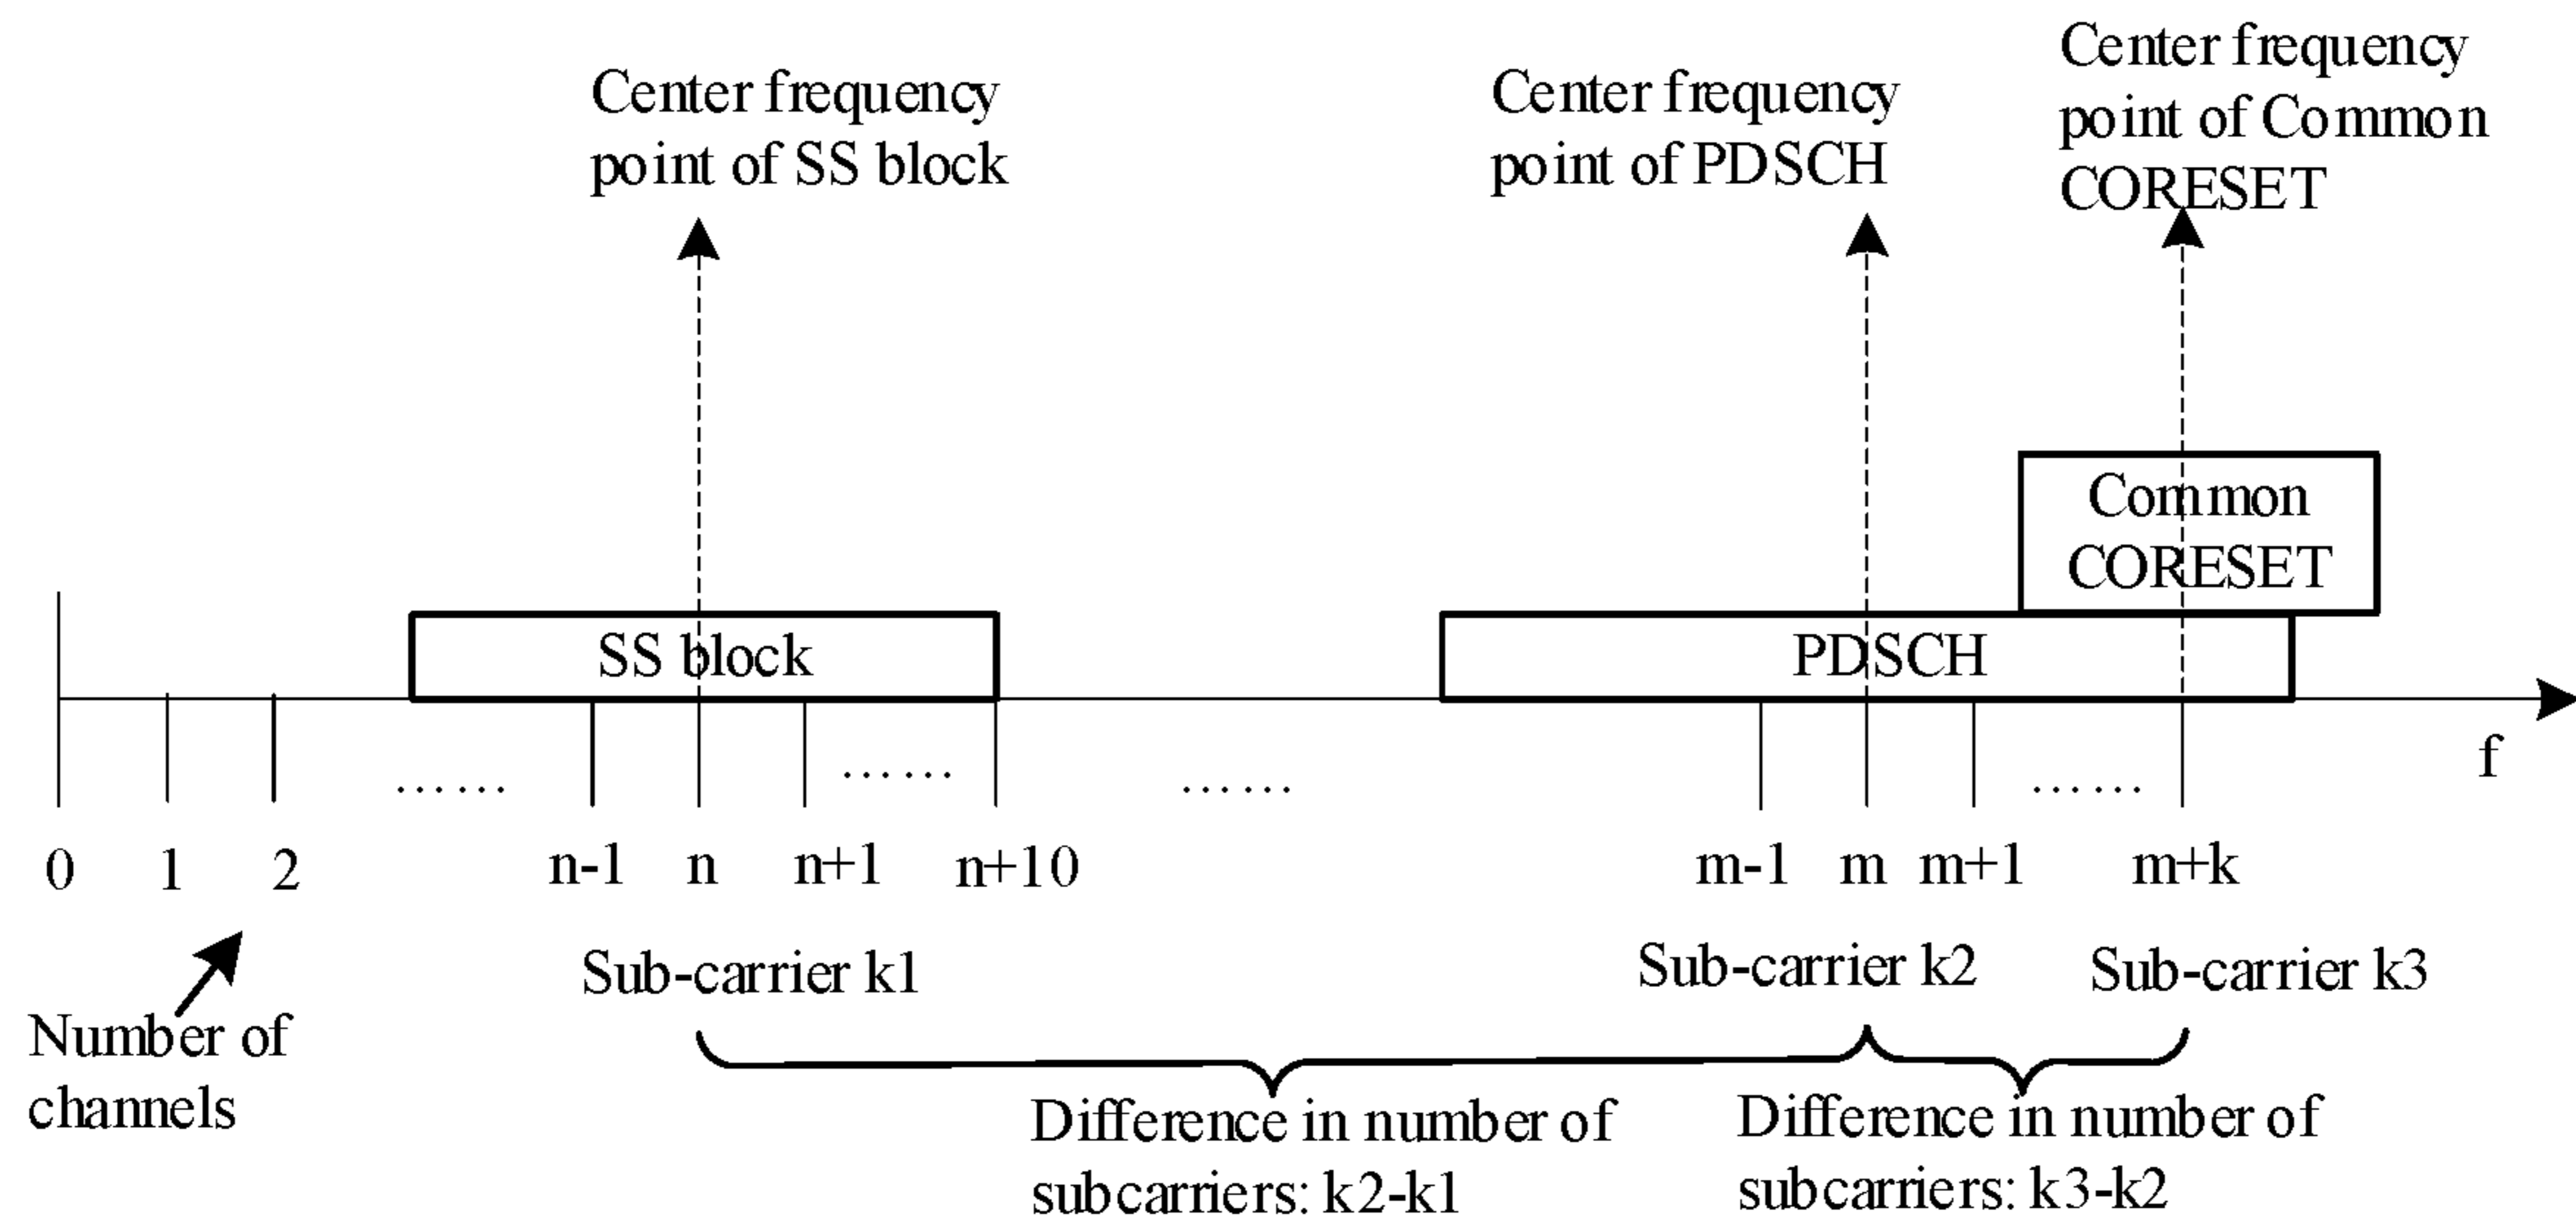 Center frequency
point of SS block
Center frequency
point of PDSCH
Center frequency
point of Common
CORESET
Common
CORESET
SS block
PDSCH
f
...... ...... ...... ......
0 1 2 n-1 n n+1 n+10 m-1 m m+1 m+k
Sub-carrier k1
Sub-carrier k2
Sub-carrier k3
Number of
channels
Difference in number of
subcarriers: k2-k1
Difference in number of
subcarriers: k3-k2